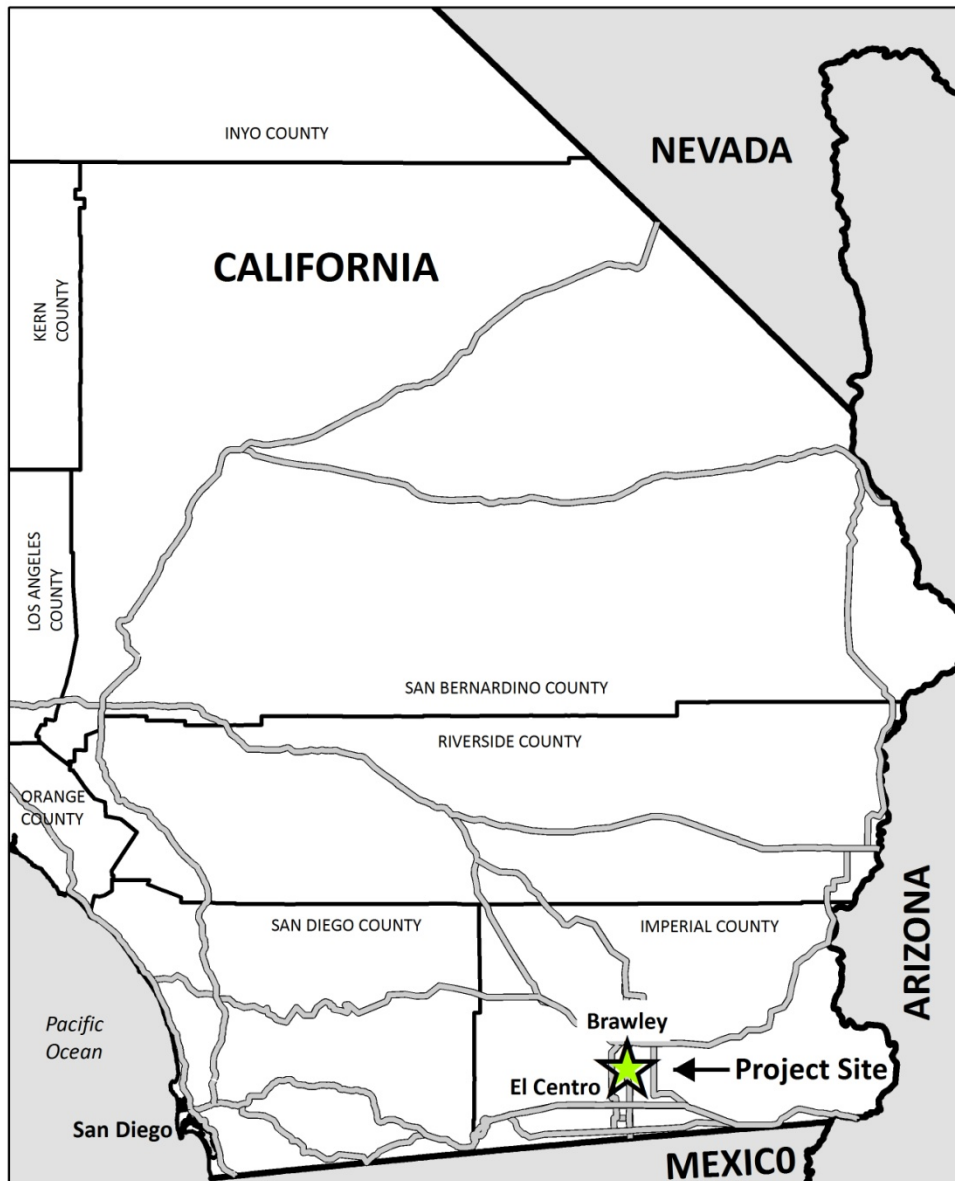 INYO COUNTY
NEVADA
CALIFORNIA
KERN
COUNTY
LOS ANGELES
COUNTY
SAN BERNARDINO COUNTY
RIVERSIDE COUNTY
ORANGE
COUNTY
SAN DIEGO COUNTY
IMPERIAL COUNTY
ARIZONA
Pacific
Ocean
Brawley
Project Site
El Centro
San Diego
MEXICO